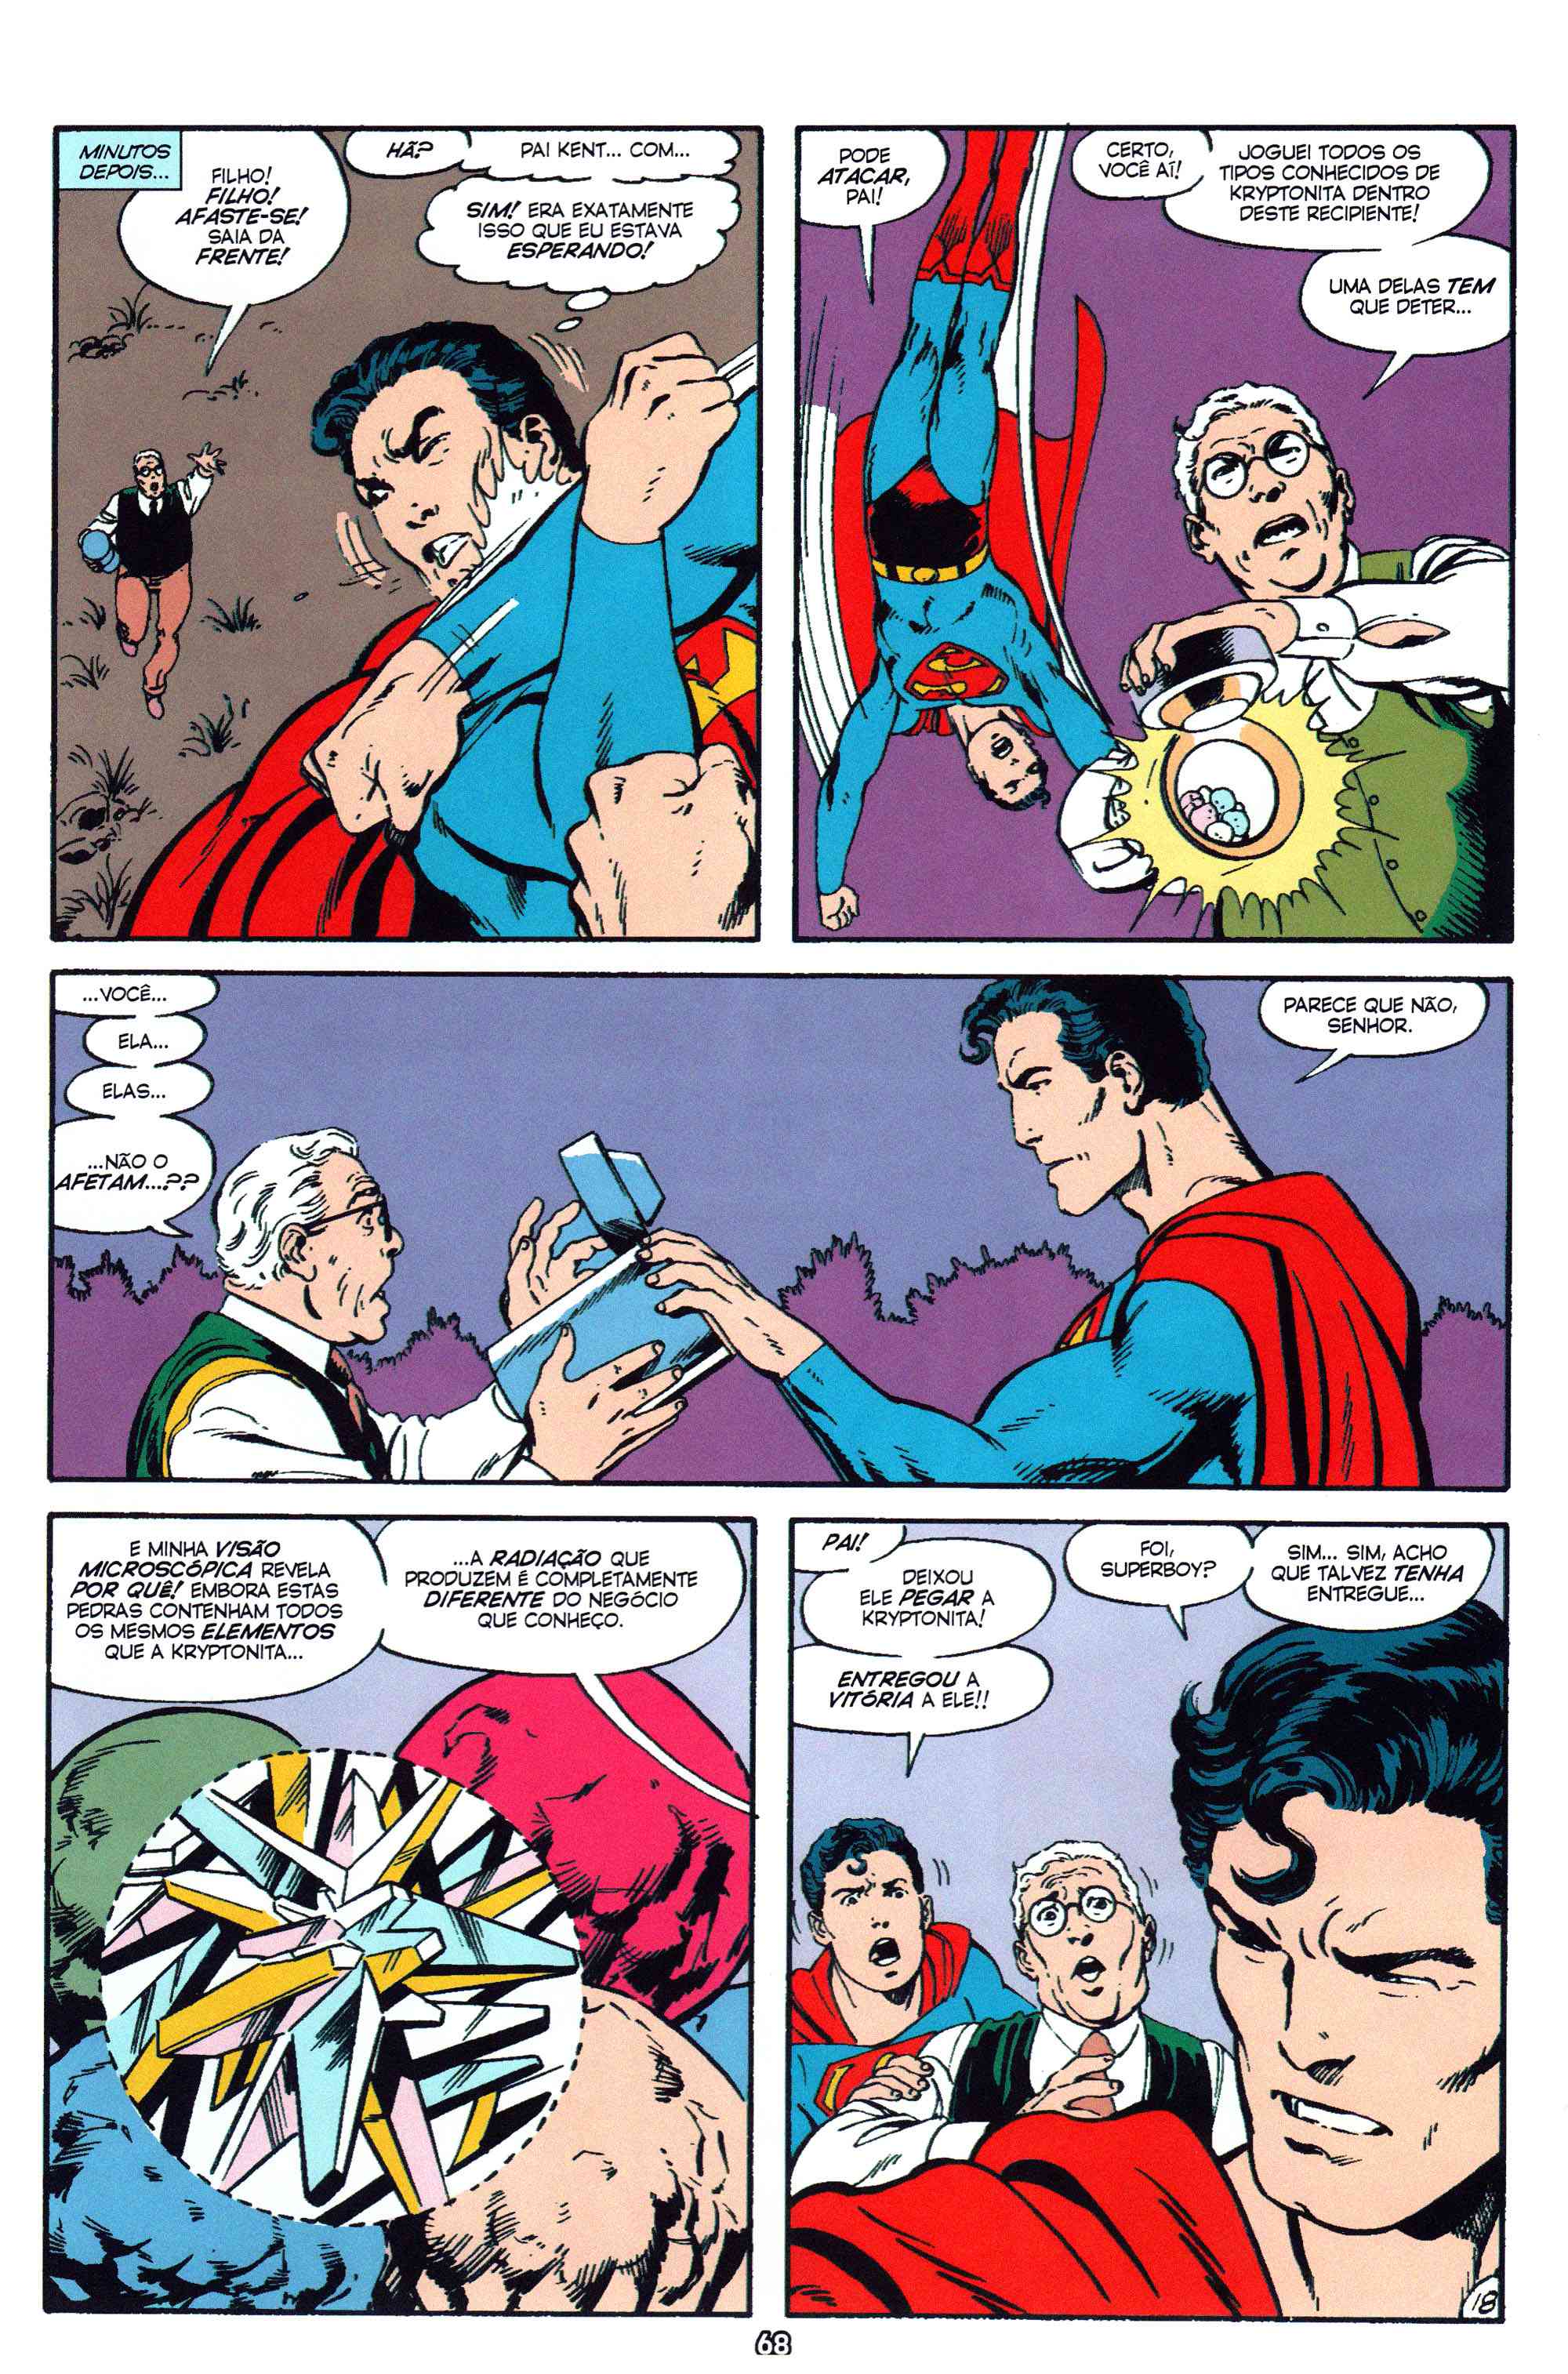 MINUTOS
DEPOIS...
FILHO!
FILHO!
AFASTE-SE!
SAIA DA
FRENTE!
HÃ?
PAI KENT... COM...
SIM! ERA EXATAMENTE
ISSO QUE EU ESTAVA
ESPERANDO!
PODE
ATACAR,
PAI!
CERTO,
VOCÊ AÍ!
JOGUEI TODOS OS
TIPOS CONHECIDOS DE
KRYPTONITA DENTRO
DESTE RECIPIENTE!
UMA DELAS TEM
QUE DETER...
...VOCÊ...
ELA...
ELAS...
...NÃO O
AFETAM...??
PARECE QUE NÃO,
SENHOR.
E MINHA VISÃO
MICROSCÓPICA REVELA
POR QUÊ! EMBORA ESTAS
PEDRAS CONTENHAM TODOS
OS MESMOS ELEMENTOS
QUE A KRYPTONITA...
...A RADIAÇÃO QUE
PRODUZEM É COMPLETAMENTE
DIFERENTE DO NEGÓCIO
QUE CONHEÇO.
PAI!
DEIXOU
ELE PEGAR A
KRYPTONITA!
ENTREGOU A
VITÓRIA A ELE!!
FOI,
SUPERBOY?
SIM... SIM, ACHO
QUE TALVEZ TENHA
ENTREGUE...
18
68